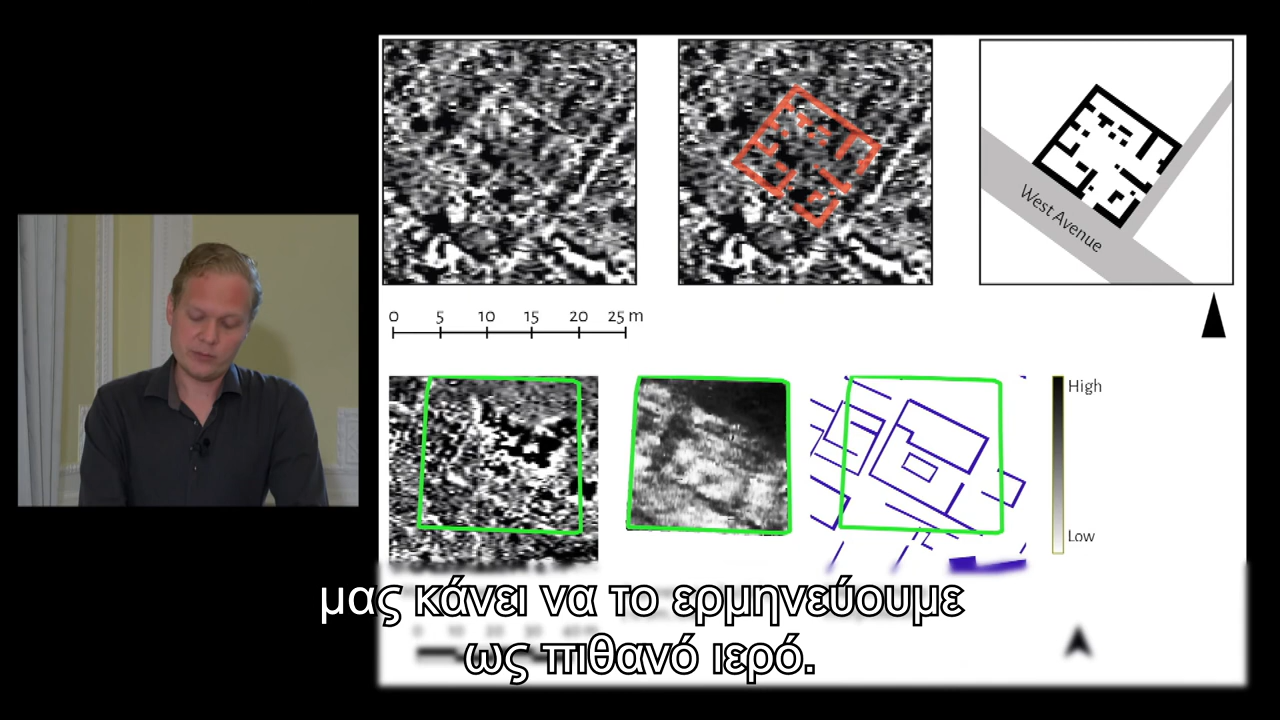 West Avenue
0 5 10 15 20 25 m
High
Low
μας κάνει να το ερμηνεύουμε
ως πιθανό ιερό.